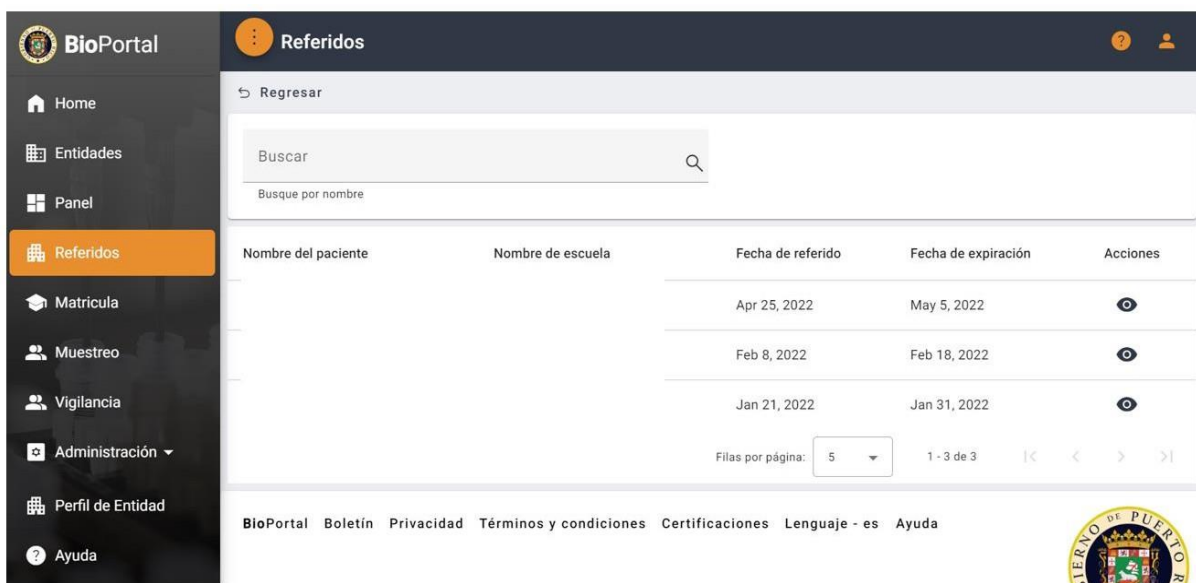 BioPortal
Home
Entidades
Panel
Referidos
Matricula
Muestreo
Vigilancia
Administración
Perfil de Entidad
Ayuda
Referidos
Regresar
Buscar
Busque por nombre
Nombre del paciente Nombre de escuela Fecha de referido Fecha de expiración Acciones
Apr 25, 2022 May 5, 2022
Feb 8, 2022 Feb 18, 2022
Jan 21, 2022 Jan 31, 2022
Filas por página: 5 1 - 3 de 3
BioPortal Boletín Privacidad Términos y condiciones Certificaciones Lenguaje - es Ayuda
DE PUERTO